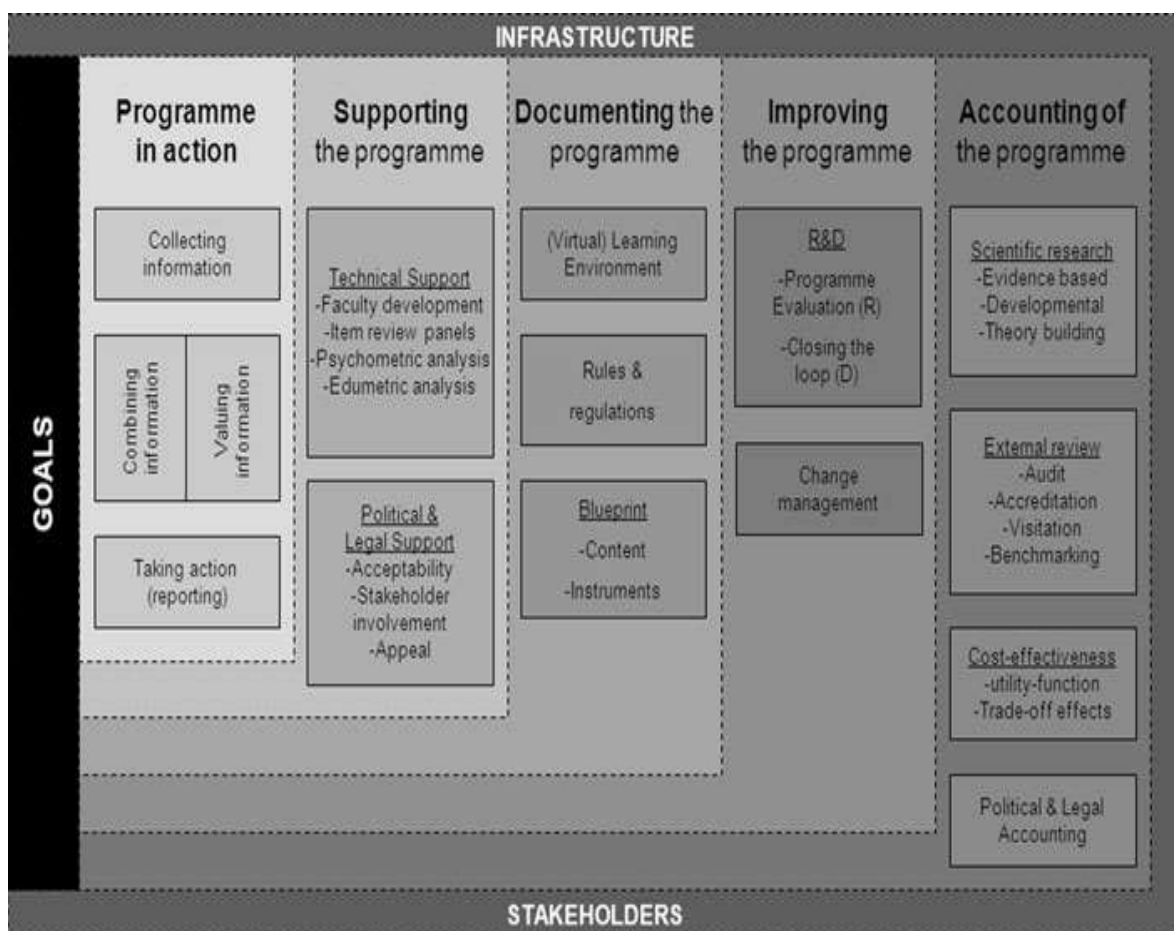 INFRASTRUCTURE
GOALS
Programme
in action
Collecting
information
Combining
information
Valuing
information
Taking action
(reporting)
Supporting
the programme
Technical Support
-Faculty development
-Item review panels
-Psychometric analysis
-Edumetric analysis
Political &
Legal Support
-Acceptability
-Stakeholder
involvement
-Appeal
Documenting the
programme
(Virtual) Learning
Environment
Rules &
regulations
Blueprint
-Content
-Instruments
Improving
the programme
R&D
-Programme
Evaluation (R)
-Closing the
loop (D)
Change
management
Accounting of
the programme
Scientific research
-Evidence based
-Developmental
-Theory building
External review
-Audit
-Accreditation
-Visitation
-Benchmarking
Cost-effectiveness
-utility-function
-Trade-off effects
Political & Legal
Accounting
STAKEHOLDERS